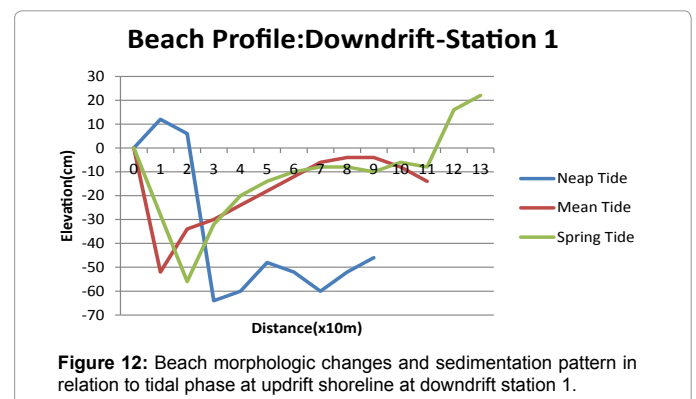 Beach Profile:Downdrift-Station 1
30
20
10
0
-10
-20
-30
-40
-50
-60
-70
Elevation(cm)
0 1 2 3 4 5 6 7 8 9 10 11 12 13
Distance(x10m)
Neap Tide
Mean Tide
Spring Tide
Figure 12: Beach morphologic changes and sedimentation pattern in
relation to tidal phase at updrift shoreline at downdrift station 1.